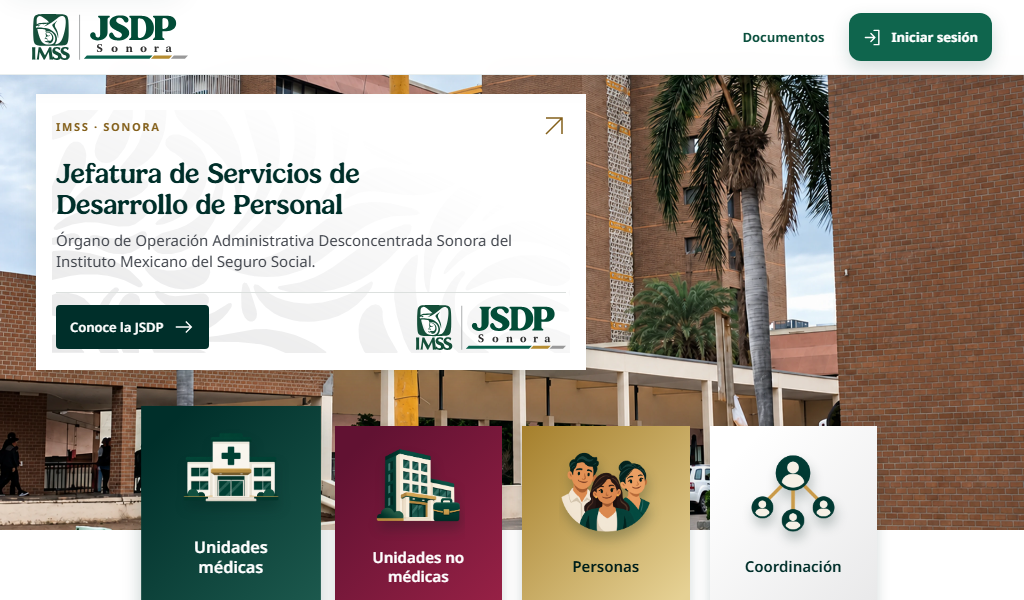 IMSS
JSDP
Sonora
Documentos
Iniciar sesión
IMSS · SONORA
Jefatura de Servicios de
Desarrollo de Personal
Órgano de Operación Administrativa Desconcentrada Sonora del
Instituto Mexicano del Seguro Social.
Conoce la JSDP
IMSS
JSDP
Sonora
Unidades
médicas
Unidades no
médicas
Personas
Coordinación